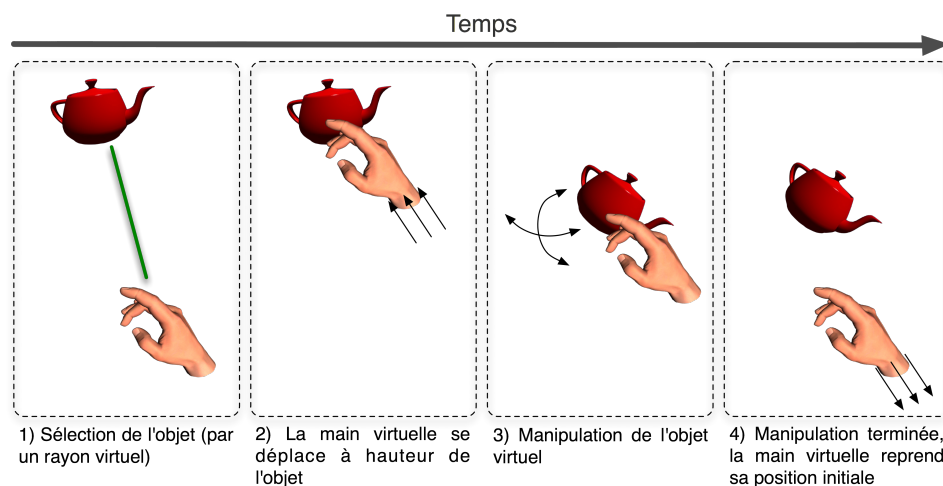 Temps
1) Sélection de l'objet (par
un rayon virtuel)
2) La main virtuelle se
déplace à hauteur de
l'objet
3) Manipulation de l'objet
virtuel
4) Manipulation terminée,
la main virtuelle reprend
sa position initiale